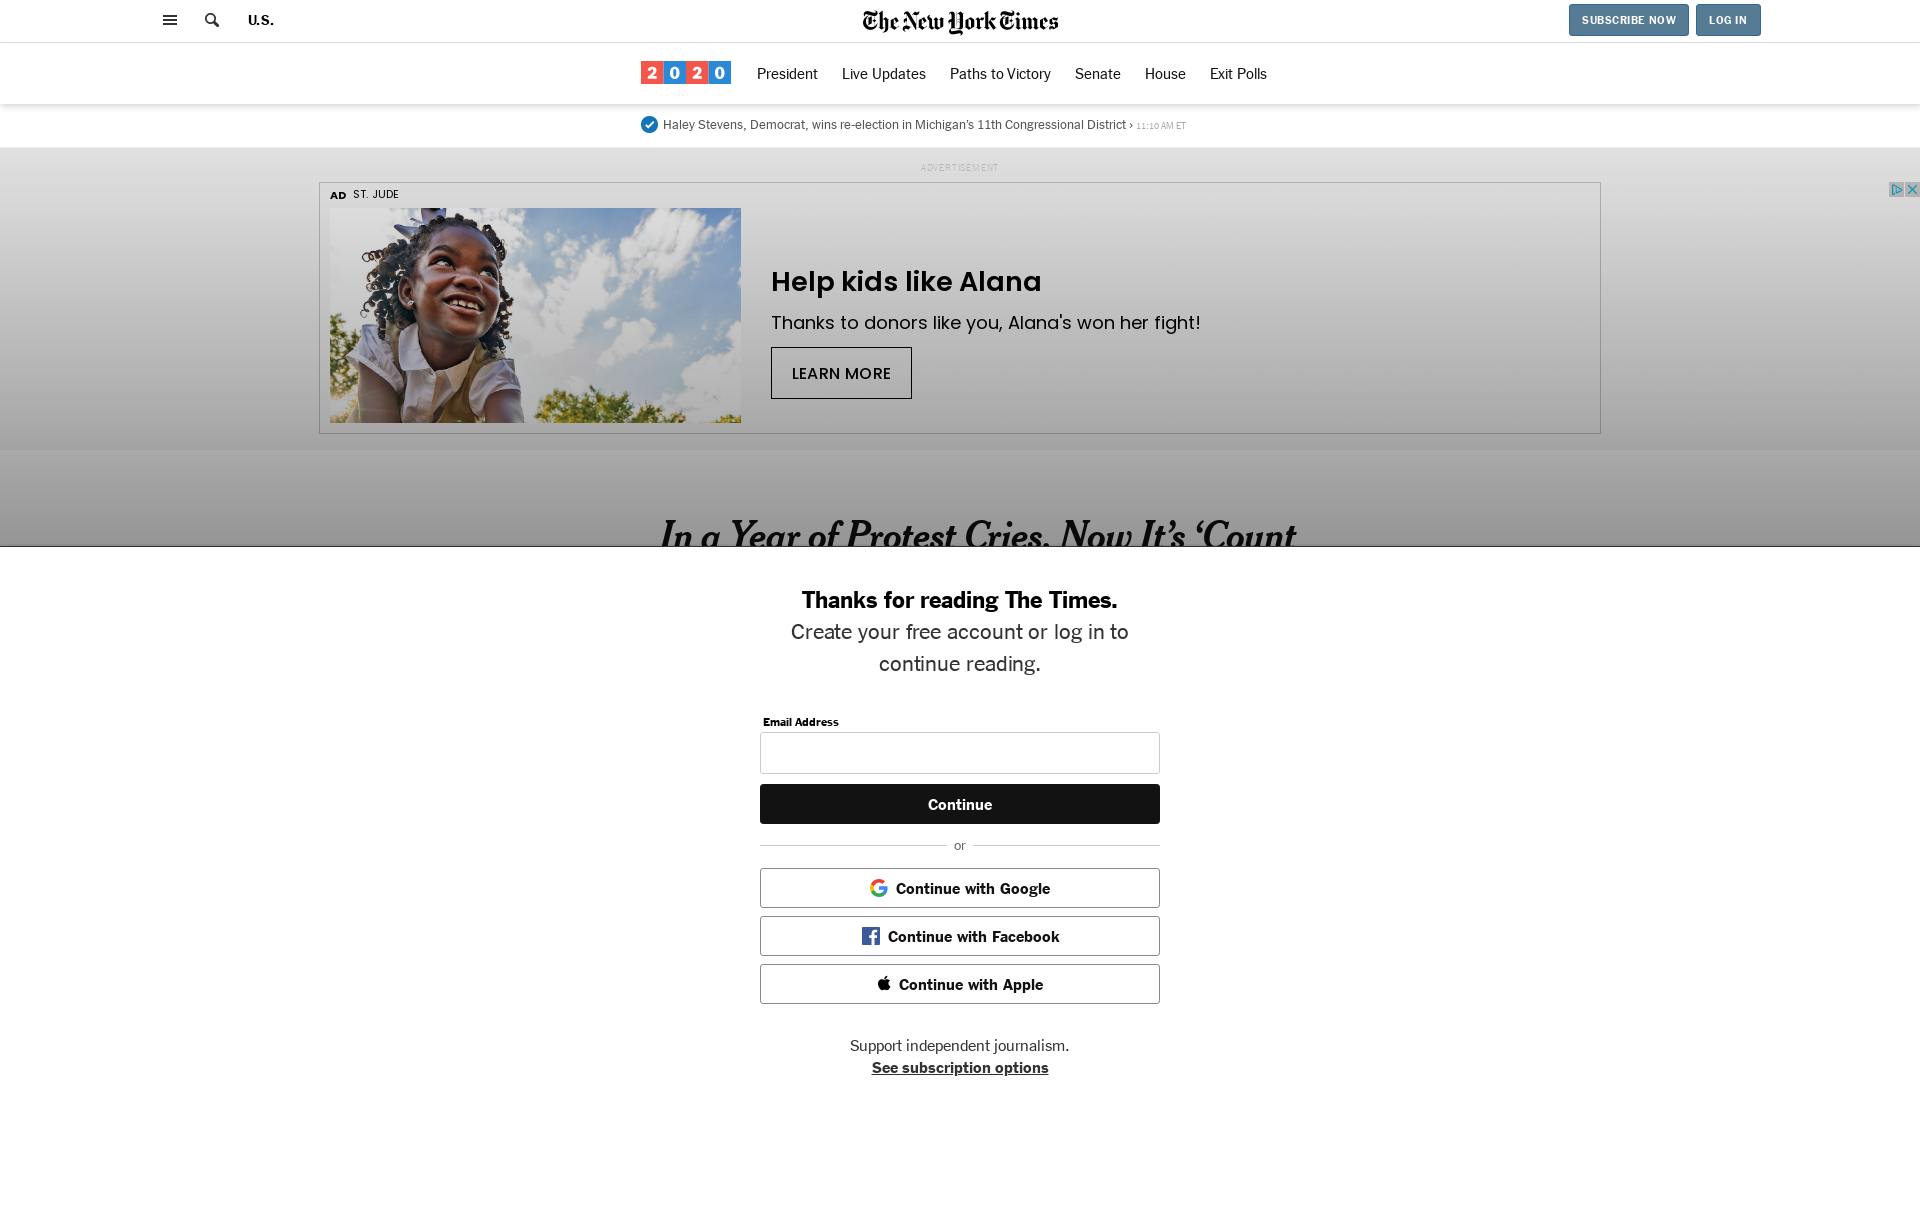 U.S.
The New York Times
SUBSCRIBE NOW
LOG IN
2020
President
Live Updates
Paths to Victory
Senate
House
Exit Polls
Haley Stevens, Democrat, wins re-election in Michigan's 11th Congressional District › 11:10 AM ET
ADVERTISEMENT
AD ST. JUDE
Help kids like Alana
Thanks to donors like you, Alana's won her fight!
LEARN MORE
In a Year of Protest Cries, Now It's ‘Count
Thanks for reading The Times.
Create your free account or log in to
continue reading.
Email Address
Continue
or
Continue with Google
Continue with Facebook
Continue with Apple
Support independent journalism.
See subscription options